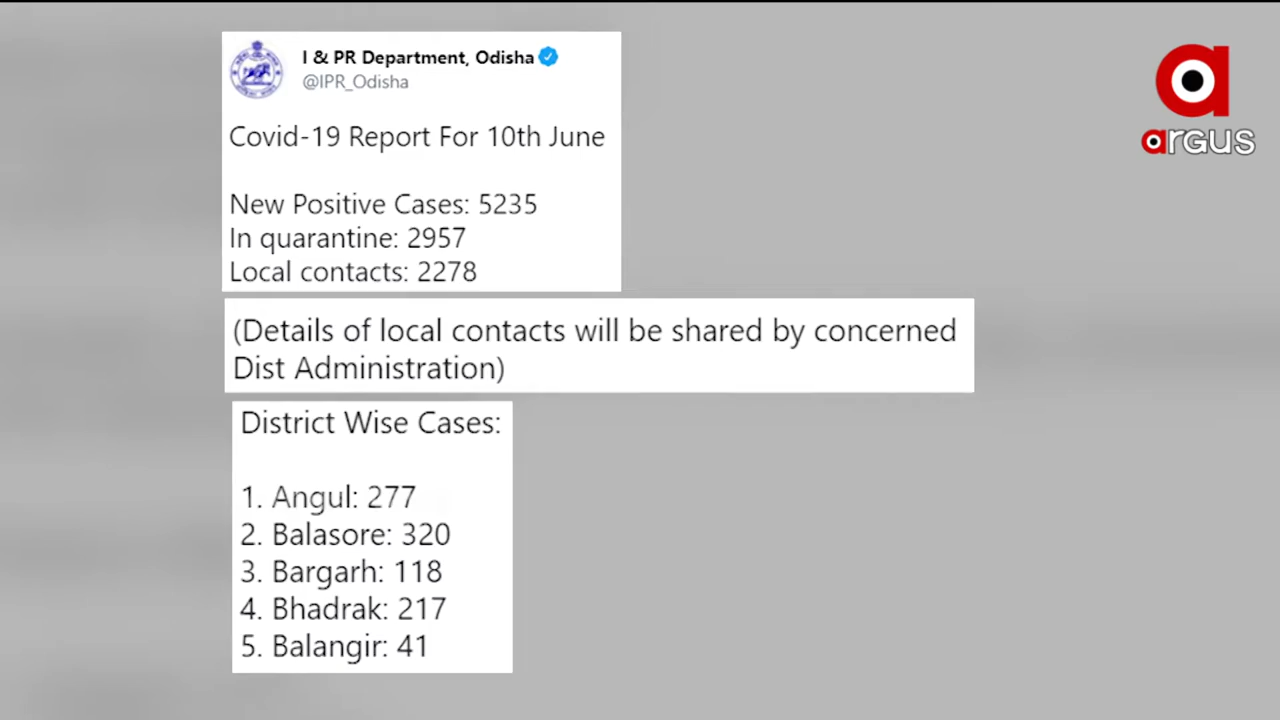 I & PR Department, Odisha
@IPR_Odisha
Covid-19 Report For 10th June
New Positive Cases: 5235
In quarantine: 2957
Local contacts: 2278
(Details of local contacts will be shared by concerned
Dist Administration)
District Wise Cases:
1. Angul: 277
2. Balasore: 320
3. Bargarh: 118
4. Bhadrak: 217
5. Balangir: 41
a
argus